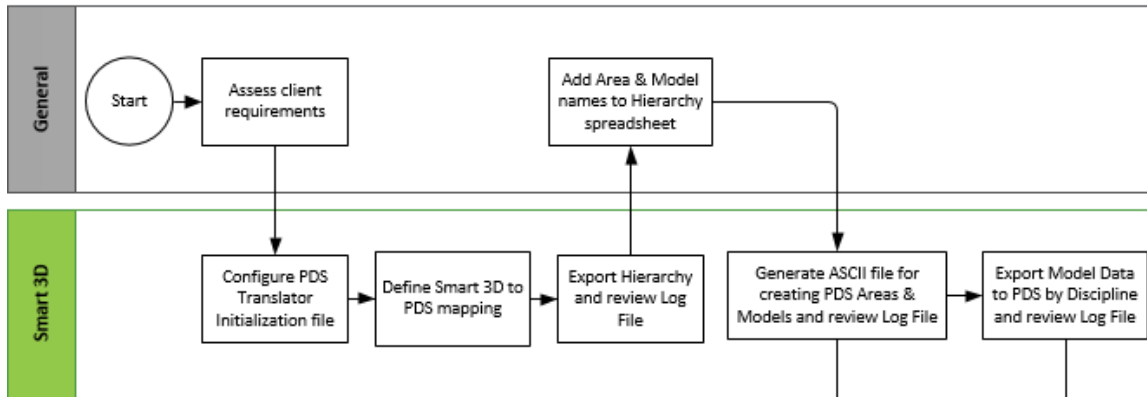 General
Start
Assess client
requirements
Add Area & Model
names to Hierarchy
spreadsheet
Smart 3D
Configure PDS
Translator
Initialization file
Define Smart 3D to
PDS mapping
Export Hierarchy
and review Log
File
Generate ASCII file for
creating PDS Areas &
Models and review Log File
Export Model Data
to PDS by Discipline
and review Log File